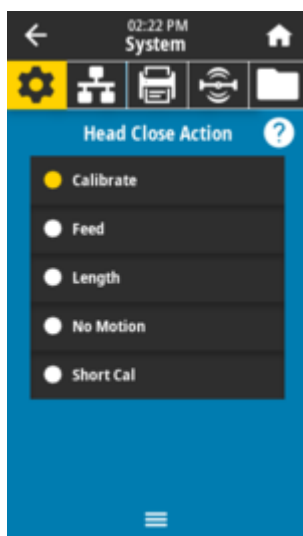 02:22 PM
System
Head Close Action
?
Calibrate
Feed
Length
No Motion
Short Cal